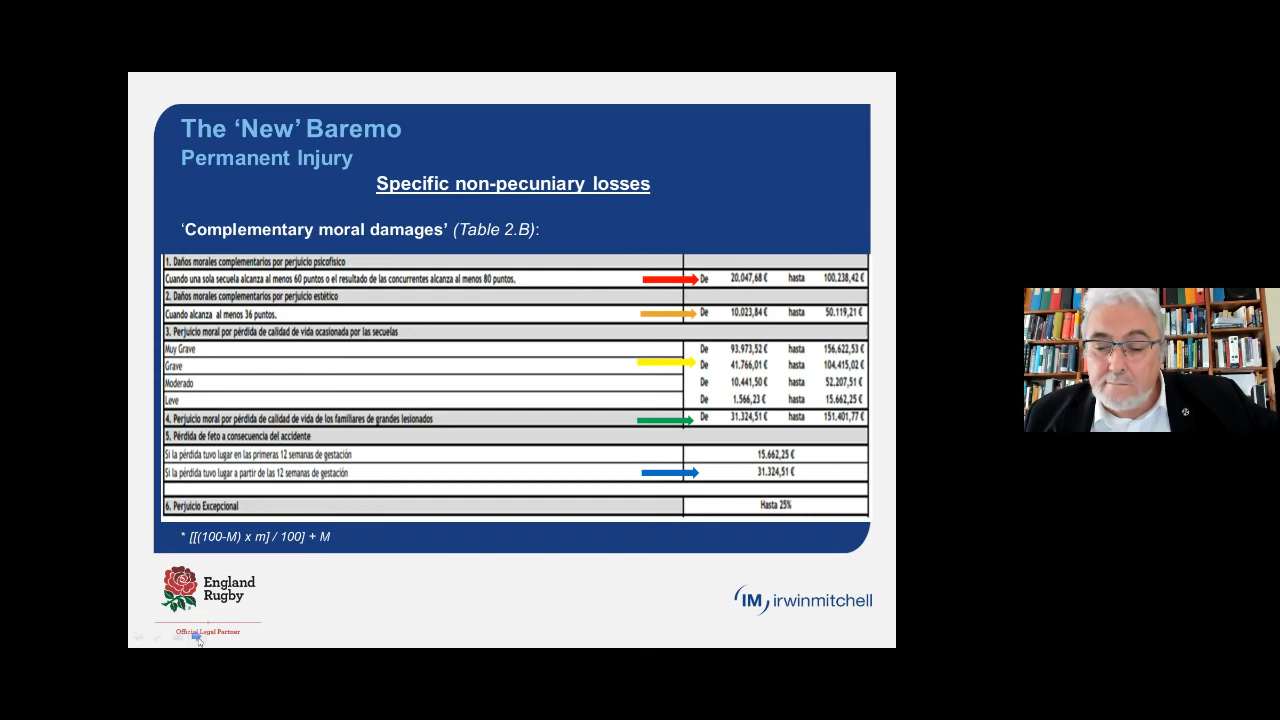 The ‘New’ Baremo
Permanent Injury
Specific non-pecuniary losses
‘Complementary moral damages’ (Table 2.B):
1. Daños morales complementarios por perjuicio psicofísico
Cuando una sola secuela alcanza al menos 60 puntos o el resultado de las concurrentes alcanza al menos 80 puntos. De 20.047,68 € hasta 100.238,42 €
2. Daños morales complementarios por perjuicio estético
Cuando alcanza al menos 36 puntos. De 10.023,84 € hasta 50.119,21 €
3. Perjuicio moral por pérdida de calidad de vida ocasionada por las secuelas
Muy Grave De 93.973,52 € hasta 156.622,53 €
Grave De 41.766,01 € hasta 104.415,02 €
Moderado De 10.441,50 € hasta 52.207,51 €
Leve De 1.566,23 € hasta 15.662,25 €
4. Perjuicio moral por pérdida de calidad de vida de los familiares de grandes lesionados De 31.324,51 € hasta 151.401,77 €
5. Pérdida de feto a consecuencia del accidente
Si la pérdida tuvo lugar en las primeras 12 semanas de gestación 15.662,25 €
Si la pérdida tuvo lugar a partir de las 12 semanas de gestación 31.324,51 €
6. Perjuicio Excepcional Hasta 25%
* [[(100-M) x m] / 100] + M
England
Rugby
Official Legal Partner
IM irwinmitchell